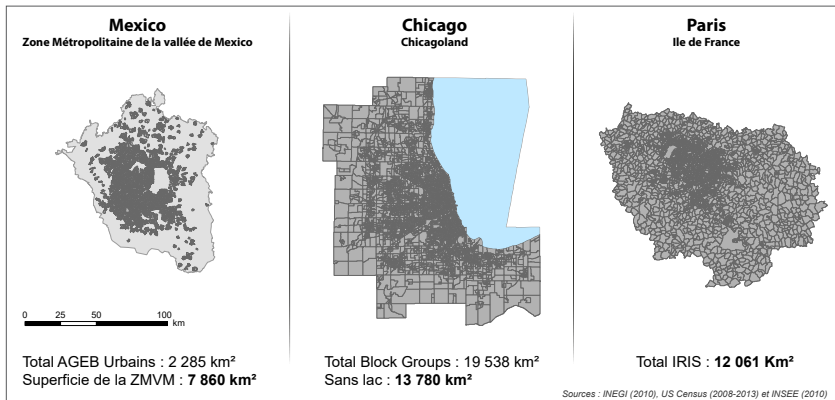 Mexico
Zone Métropolitaine de la vallée de Mexico
Chicago
Chicagoland
Paris
Ile de France
0 25 50 100
km
Total AGEB Urbains : 2 285 km²
Superficie de la ZMVM : 7 860 km²
Total Block Groups : 19 538 km²
Sans lac : 13 780 km²
Total IRIS : 12 061 Km²
Sources : INEGI (2010), US Census (2008-2013) et INSEE (2010)